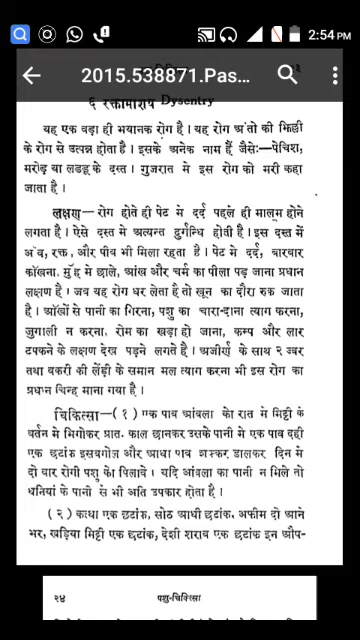 2:54 PM
2015.538871.Pas...
६ रक्तामाशय Dysentry
यह एक बड़ा ही भयानक रोग है। यह रोग अंतों की झिल्ली
के रोग से उत्पन्न होता है। इसके अनेक नाम हैं जैसे:—पेचिश,
मरोड़ या लडडू के दस्त। गुजरात मे इस रोग को मरी कहा
जाता है।
लक्षण—रोग होते ही पेट मे दर्द पहले ही मालूम होने
लगता है। ऐसे दस्त मे अत्यन्त दुर्गन्धि होती है। इस दस्त में
आंव, रक्त, और पीव भी मिला रहता है। पेट मे दर्द, बारबार
काँखना, मुँह मे छाले, आंख और चर्म का पीला पड़ जाना प्रधान
लक्षण है। जब यह रोग धर लेता है तो खून का दौरा रुक जाता
है। आँखों से पानी का गिरना, पशु का चारा-दाना त्याग करना,
जुगाली न करना, रोम का खड़ा हो जाना, कम्प और लार
टपकने के लक्षण देख पड़ने लगते हैं। अजीर्ण के साथ २ ज्वर
तथा बकरी की लेंड़ी के समान मल त्याग करना भी इस रोग का
प्रधान चिन्ह माना गया है।
चिकित्सा—(१) एक पाव आंवला को रात मे मिट्टी के
बर्तन मे भिगोकर प्रात. काल छानकर उसके पानी मे एक पाव दही
एक छटांक इसबगोल और आधा पाव शक्कर डालकर दिन मे
दो बार रोगी पशु को पिलावे। यदि आंवला का पानी न मिले तो
धनियां के पानी से भी अति उपकार होता है।
(२) कत्था एक छटांक, सोठ आधी छटांक, अफीम दो आने
भर, खड़िया मिट्टी एक छटांक, देशी शराब एक छटांक इन औप-
२४ पशु-चिकित्सा